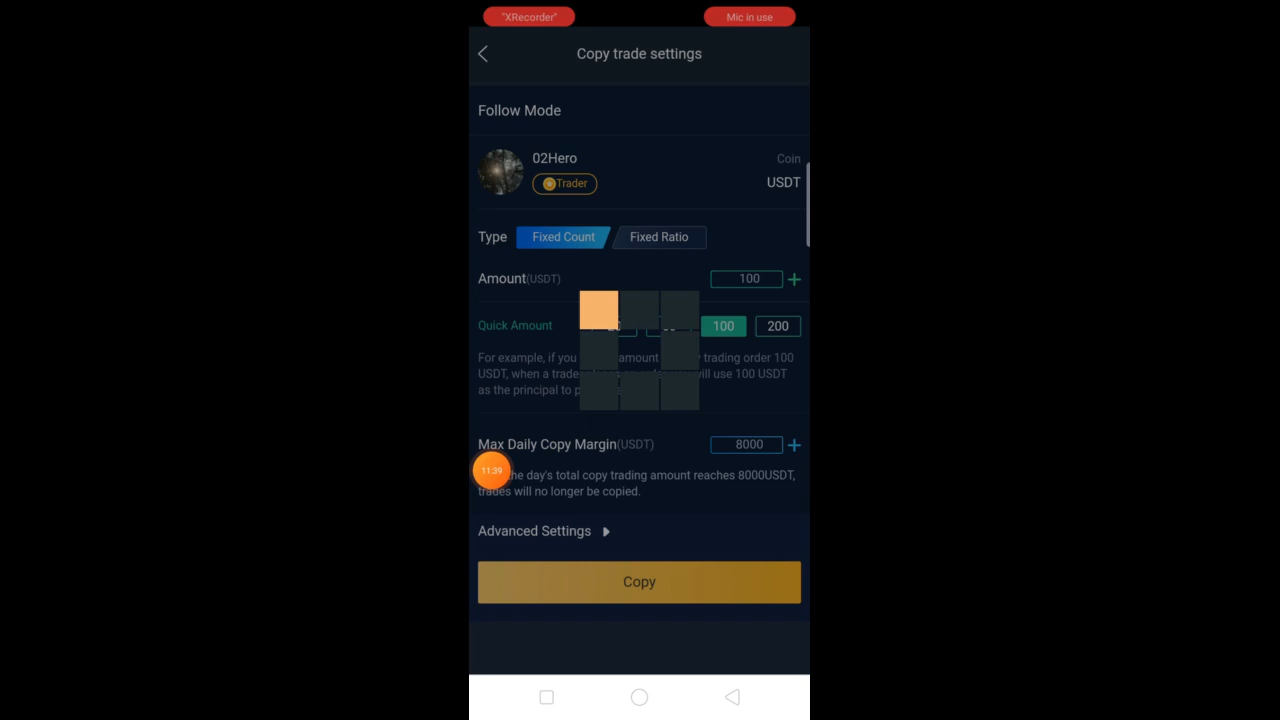 "XRecorder"
Mic in use
Copy trade settings
Follow Mode
02Hero
Coin
Trader
USDT
Type
Fixed Count
Fixed Ratio
Amount(USDT)
100
Quick Amount
100
200
For example, if you amount trading order 100
USDT, when a will use 100 USDT
as the principal to
Max Daily Copy Margin(USDT)
8000
11:39
he day's total copy trading amount reaches 8000USDT,
trades will no longer be copied.
Advanced Settings
Copy